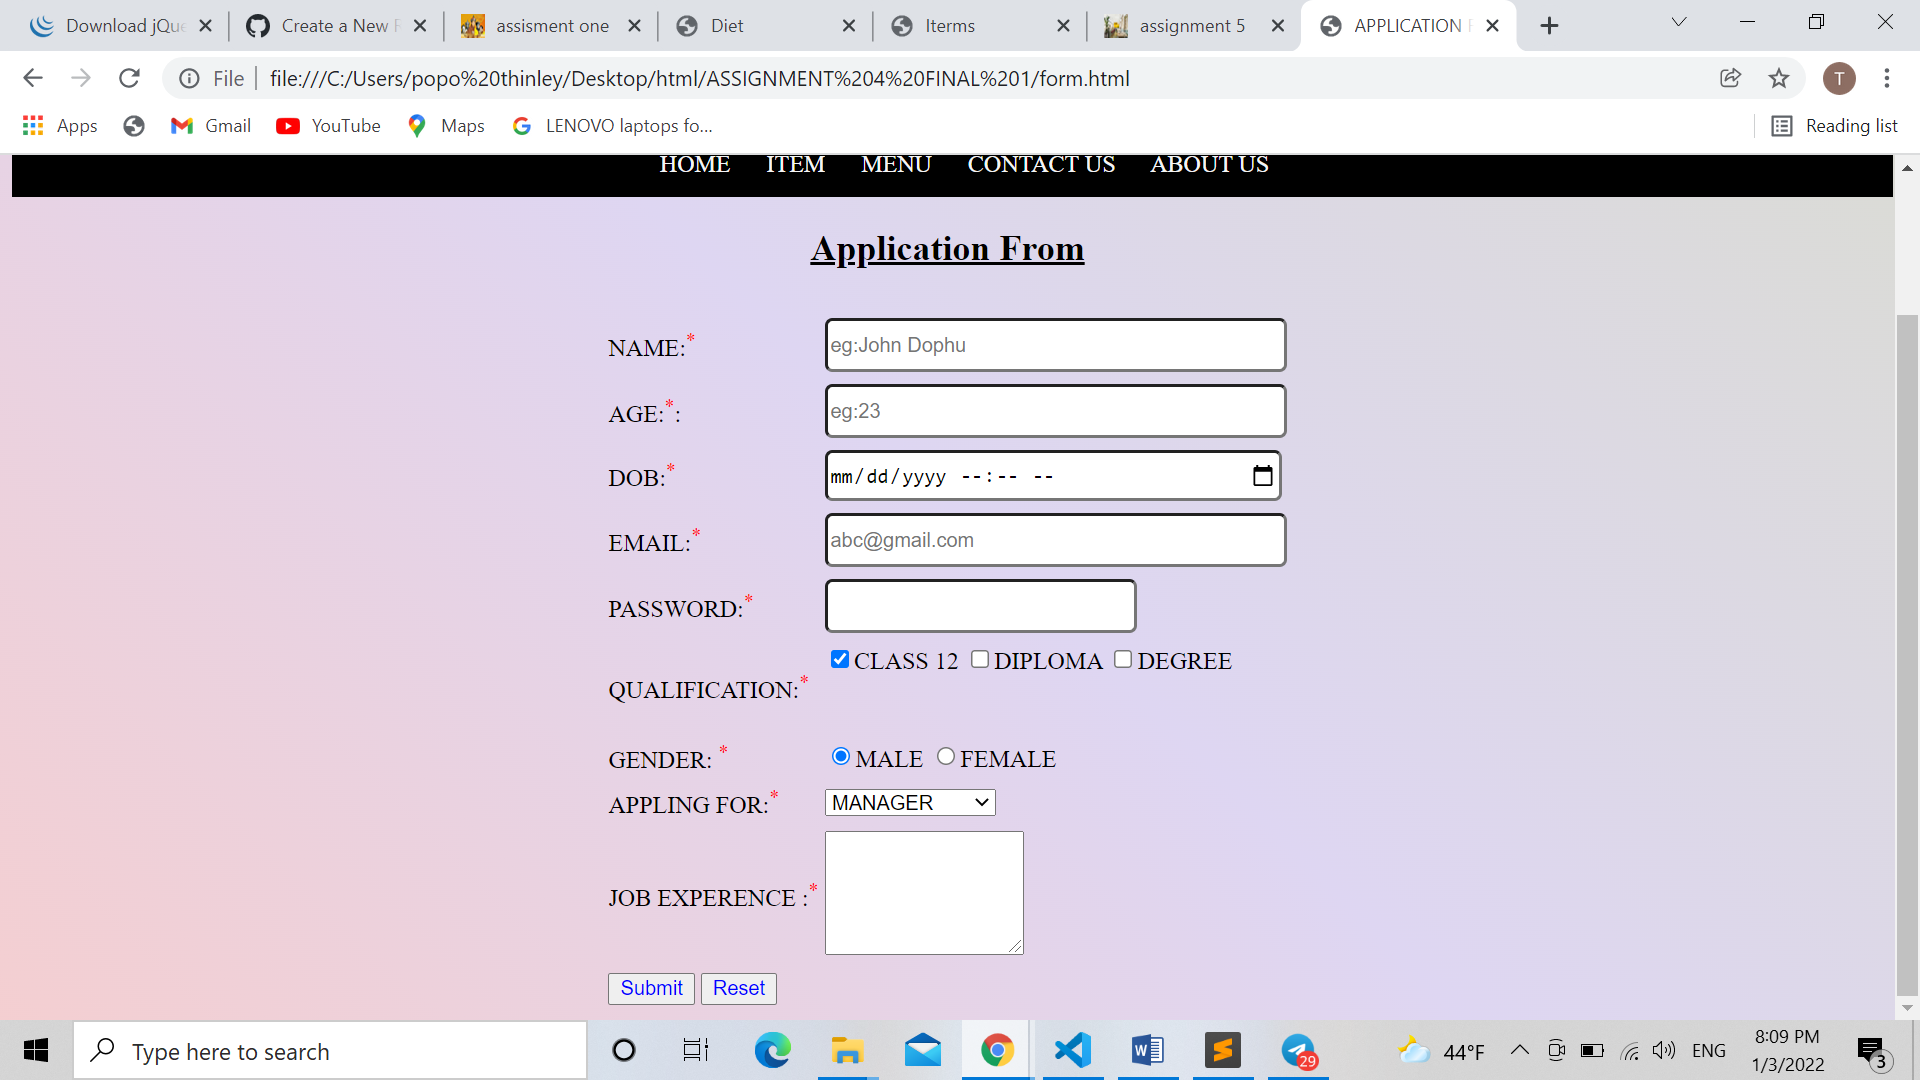 Download jQue
Create a New F
assisment one
Diet
Iterms
assignment 5
APPLICATION F
File
file:///C:/Users/popo%20thinley/Desktop/html/ASSIGNMENT%204%20FINAL%201/form.html
T
Apps
Gmail
YouTube
Maps
G LENOVO laptops fo...
Reading list
HOME ITEM MENU CONTACT US ABOUT US
Application From
NAME:* eg:John Dophu
AGE:*: eg:23
DOB:* mm/dd/yyyy --:-- --
EMAIL:* abc@gmail.com
PASSWORD:*
CLASS 12 DIPLOMA DEGREE
QUALIFICATION:*
GENDER: * MALE FEMALE
APPLING FOR:* MANAGER
JOB EXPERENCE :*
Submit Reset
Type here to search
29
44°F
ENG
8:09 PM
1/3/2022
3